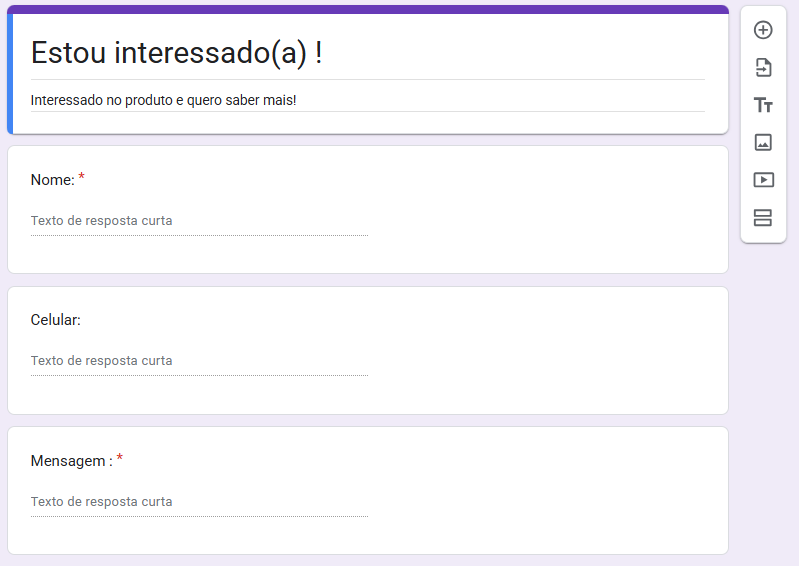 Estou interessado(a) !
Interessado no produto e quero saber mais!
Nome: *
Texto de resposta curta
Celular:
Texto de resposta curta
Mensagem : *
Texto de resposta curta
Tт